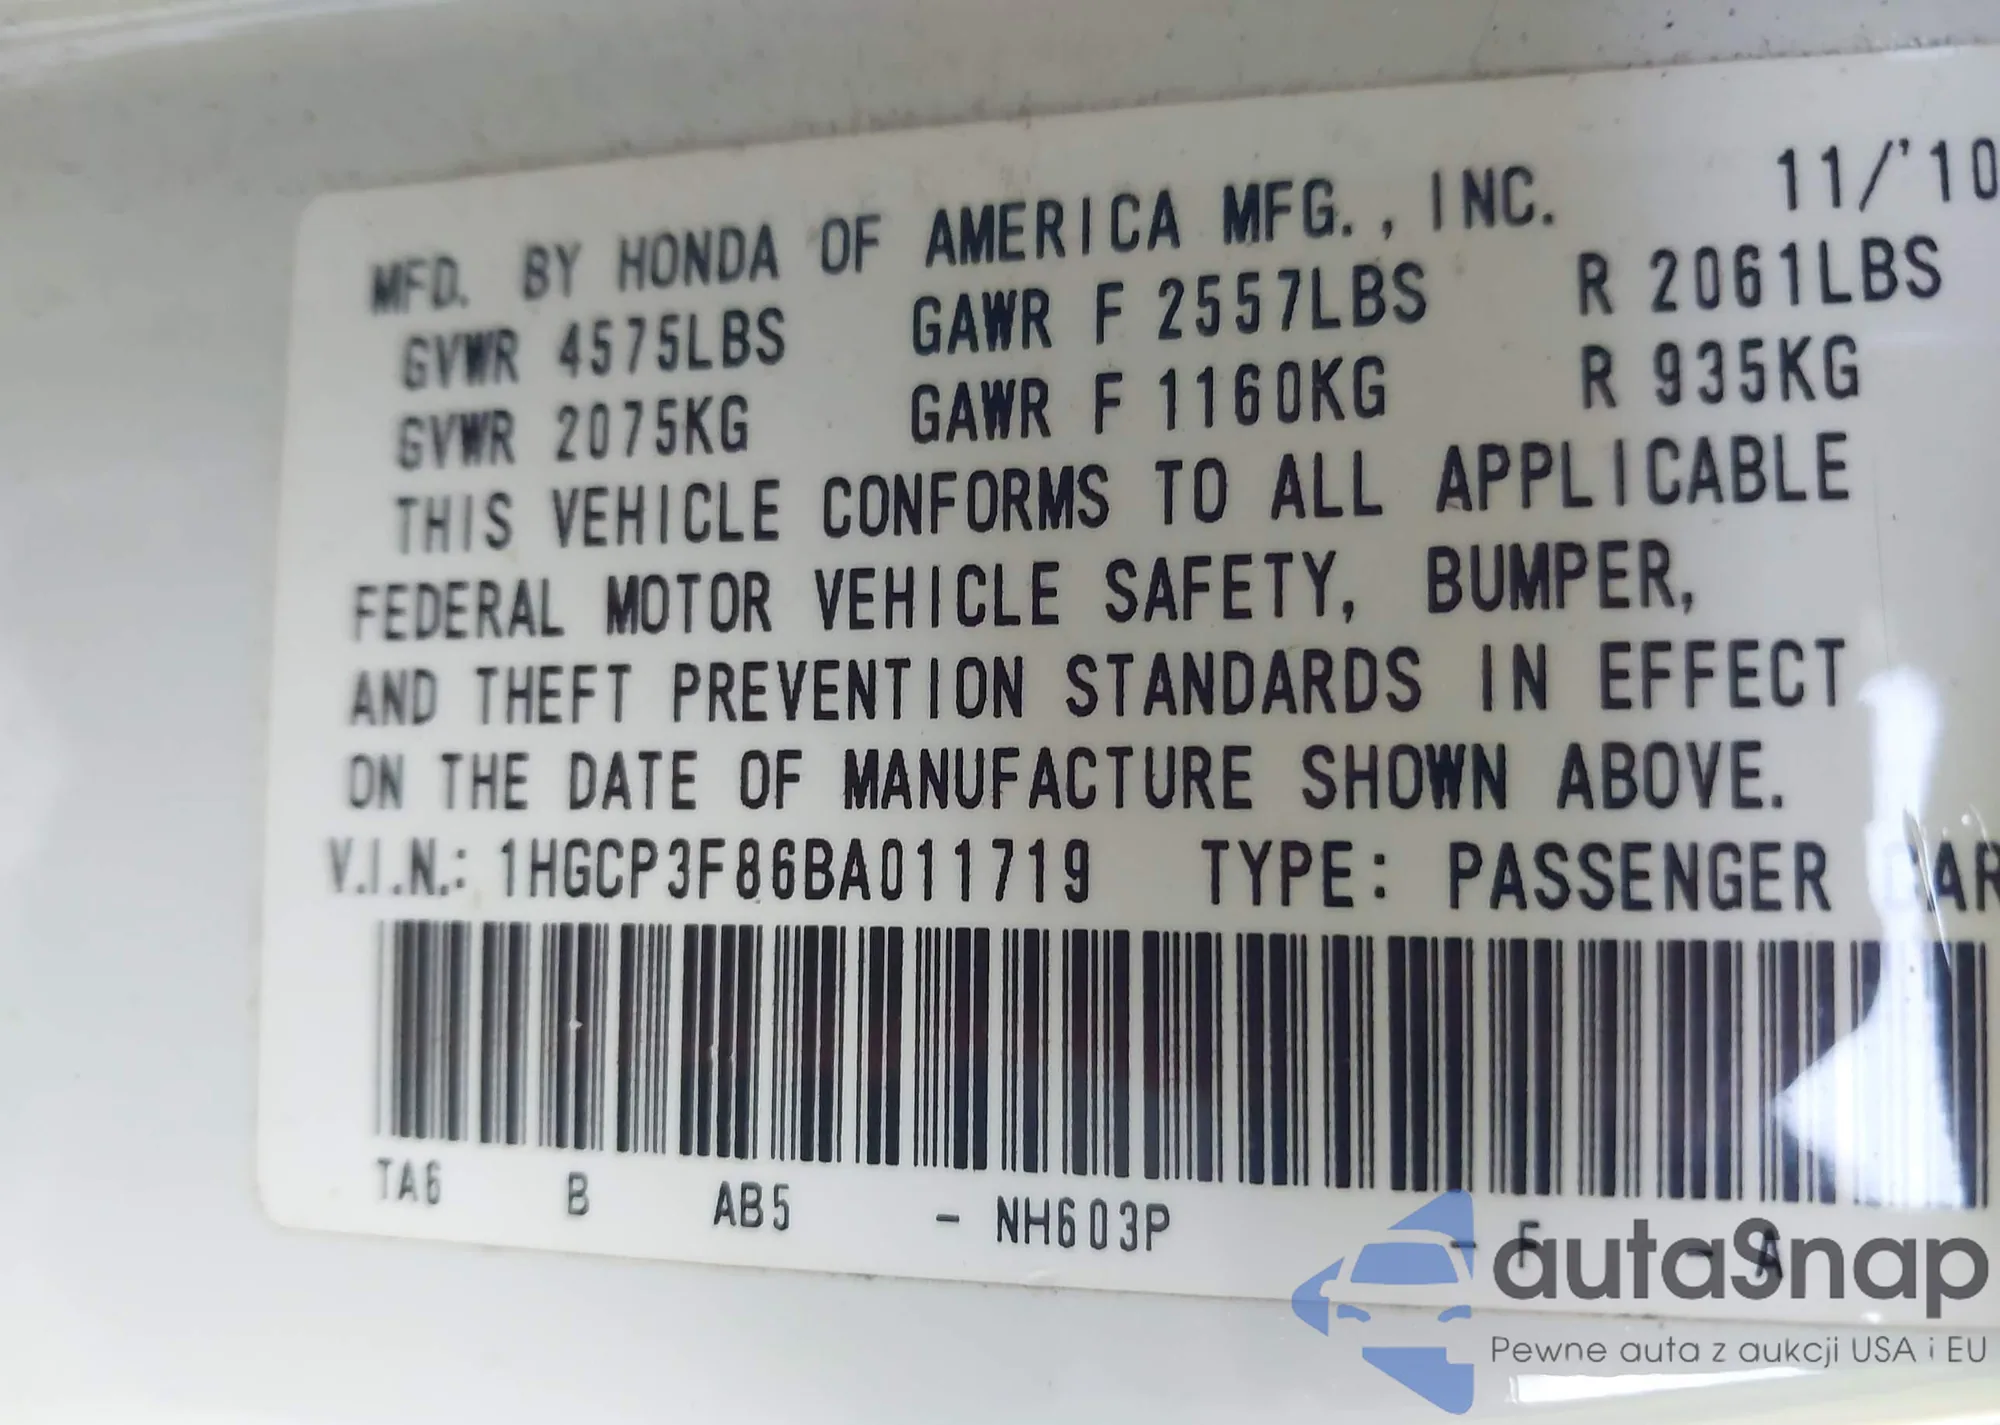 MFD. BY HONDA OF AMERICA MFG., INC. 11/'10
GVWR 4575LBS GAWR F 2557LBS R 2061LBS
GVWR 2075KG GAWR F 1160KG R 935KG
THIS VEHICLE CONFORMS TO ALL APPLICABLE
FEDERAL MOTOR VEHICLE SAFETY, BUMPER,
AND THEFT PREVENTION STANDARDS IN EFFECT
ON THE DATE OF MANUFACTURE SHOWN ABOVE.
V.I.N.: 1HGCP3F86BA011719 TYPE: PASSENGER CAR
TA6 B AB5 - NH603P - F - A
autaSnap
Pewne auta z aukcji USA i EU